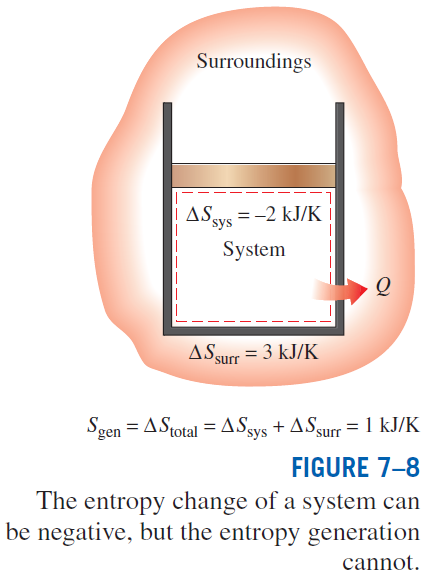 Surroundings
ΔSsys = –2 kJ/K
System
Q
ΔSsurr = 3 kJ/K
Sgen = ΔStotal = ΔSsys + ΔSsurr = 1 kJ/K
FIGURE 7–8
The entropy change of a system can
be negative, but the entropy generation
cannot.